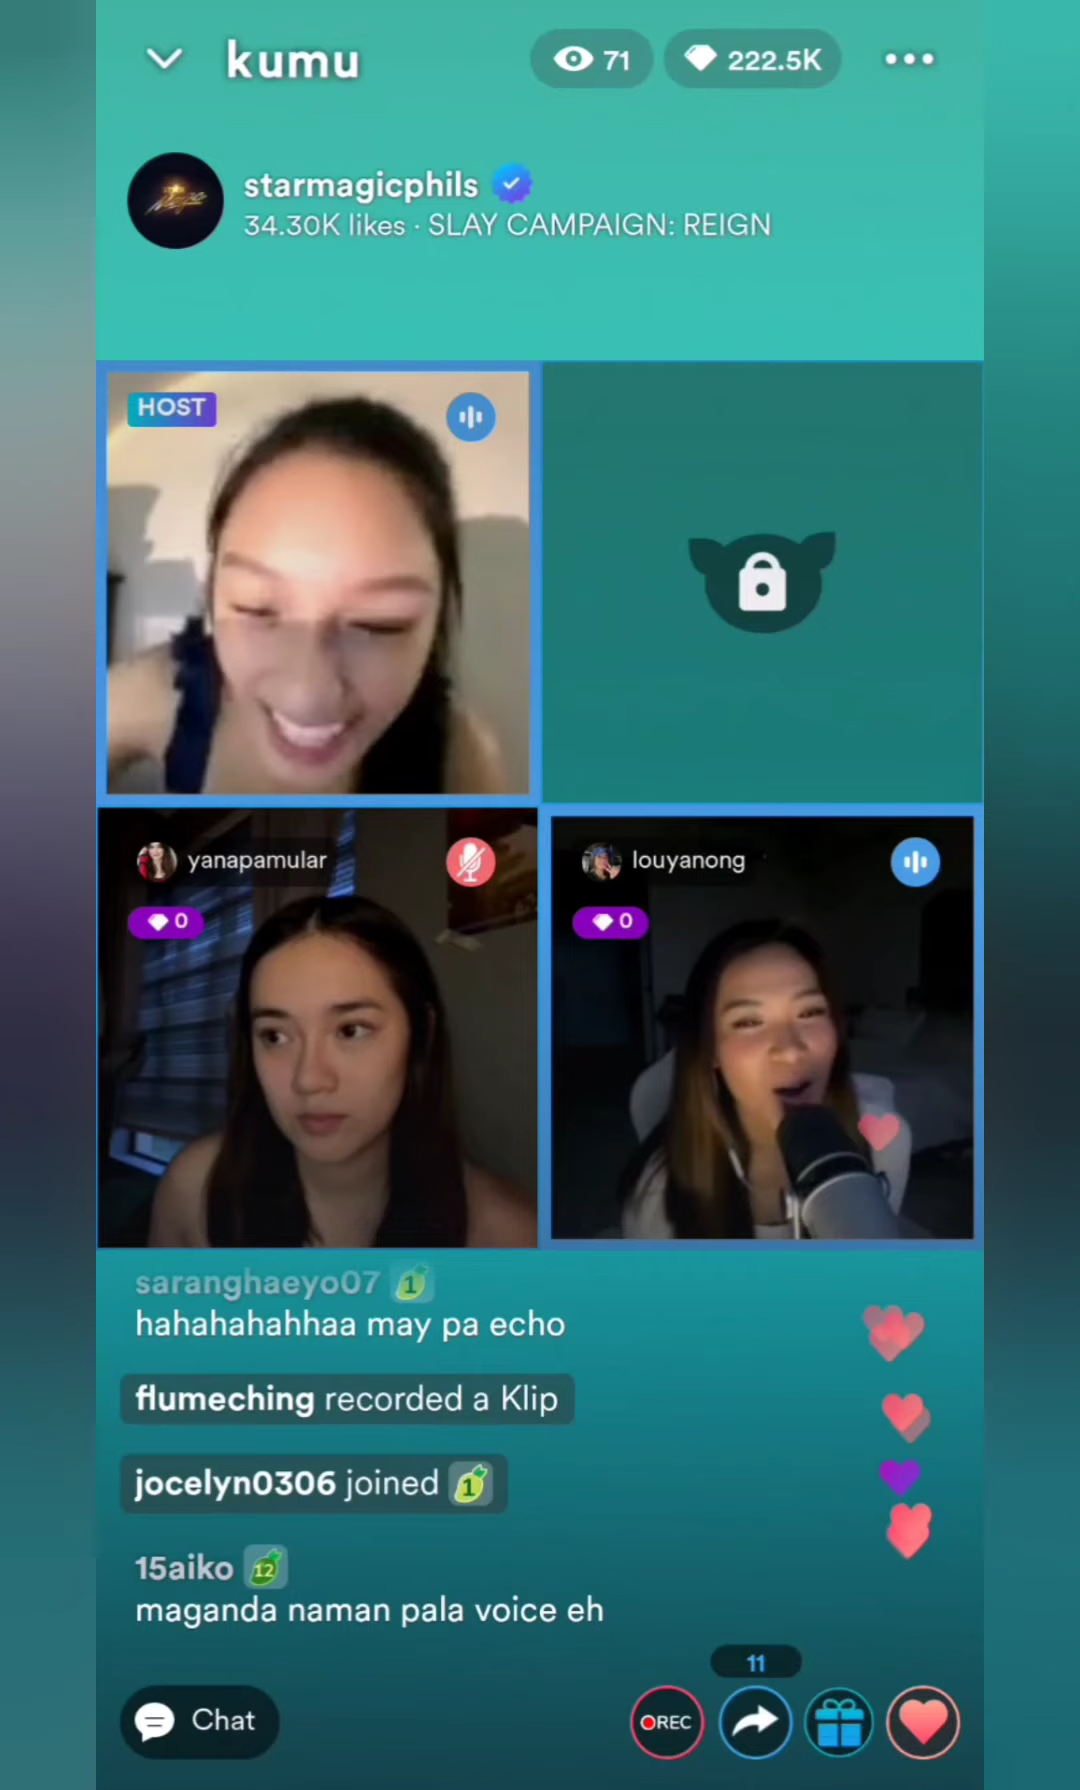 kumu
71
222.5K
starmagicphils
34.30K likes · SLAY CAMPAIGN: REIGN
HOST
yanapamular
0
louyanong
0
saranghaeyo07 1
hahahahahhaa may pa echo
flumeching recorded a Klip
jocelyn0306 joined 1
15aiko 12
maganda naman pala voice eh
11
Chat
REC